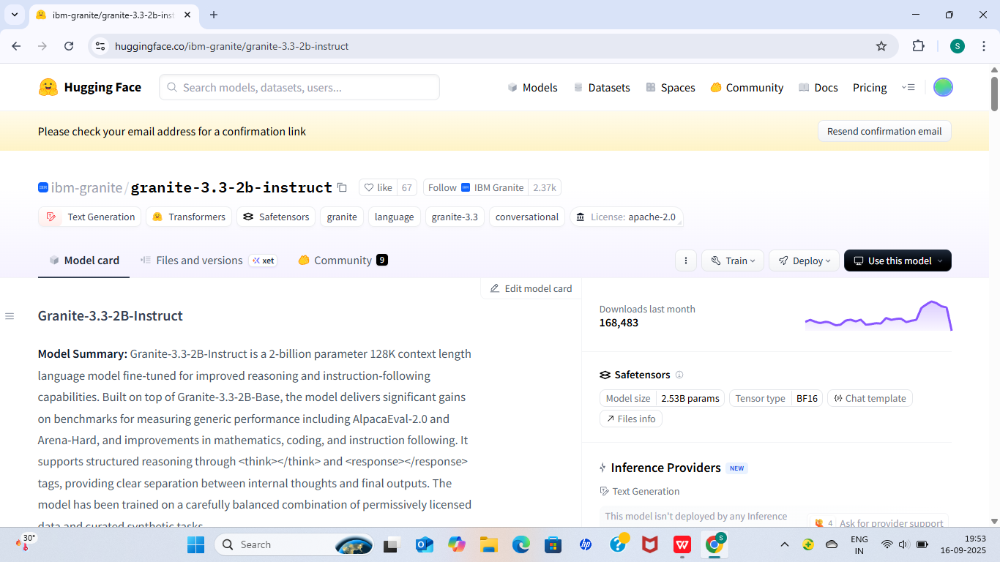 ibm-granite/granite-3.3-2b-inst
huggingface.co/ibm-granite/granite-3.3-2b-instruct
S
Hugging Face
Search models, datasets, users...
Models
Datasets
Spaces
Community
Docs
Pricing
Please check your email address for a confirmation link
Resend confirmation email
IBM ibm-granite/granite-3.3-2b-instruct
like 67
Follow IBM Granite 2.37k
Text Generation
Transformers
Safetensors
granite
language
granite-3.3
conversational
License: apache-2.0
Model card
Files and versions
xet
Community 9
Train
Deploy
Use this model
Edit model card
Granite-3.3-2B-Instruct
Model Summary: Granite-3.3-2B-Instruct is a 2-billion parameter 128K context length
language model fine-tuned for improved reasoning and instruction-following
capabilities. Built on top of Granite-3.3-2B-Base, the model delivers significant gains
on benchmarks for measuring generic performance including AlpacaEval-2.0 and
Arena-Hard, and improvements in mathematics, coding, and instruction following. It
supports structured reasoning through <think></think> and <response></response>
tags, providing clear separation between internal thoughts and final outputs. The
model has been trained on a carefully balanced combination of permissively licensed
data and curated synthetic tasks.
Downloads last month
168,483
Safetensors
Model size 2.53B params
Tensor type BF16
Chat template
Files info
Inference Providers NEW
Text Generation
This model isn't deployed by any Inference
4 Ask for provider support
30°
Search
hp
W
S
ENG
IN
19:53
16-09-2025